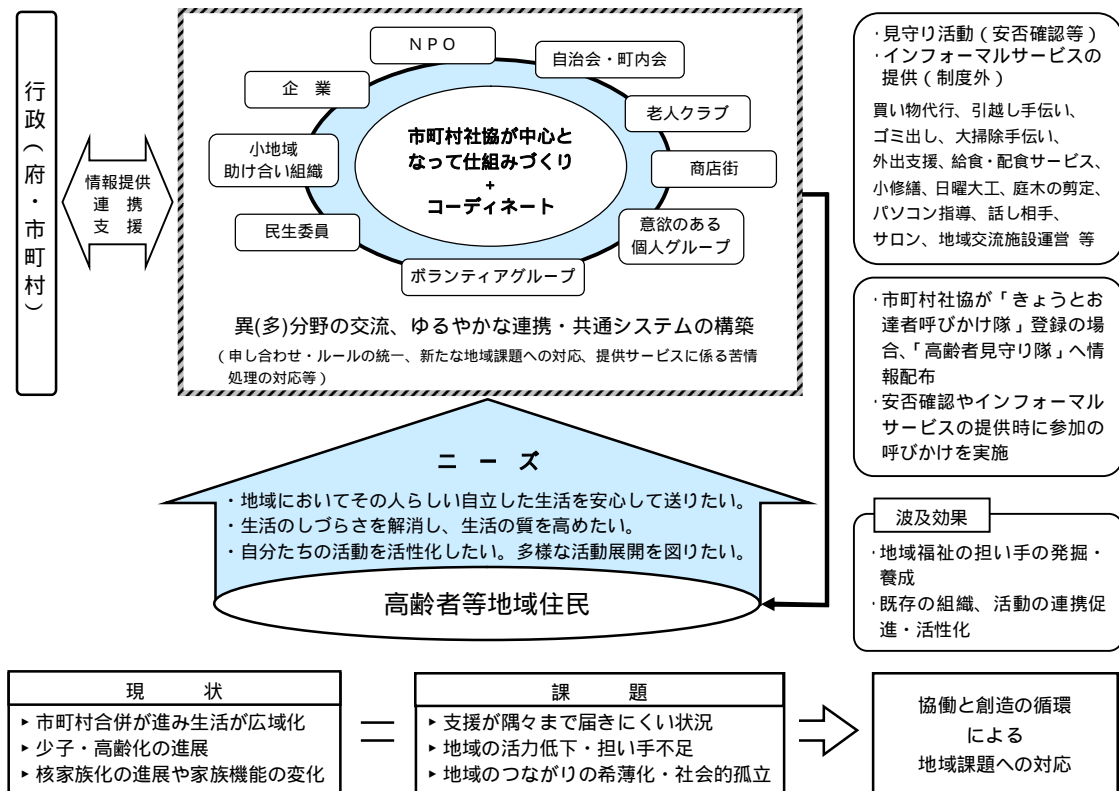 行政(府・市町村)
情報提供
連 携
支 援
NPO
自治会・町内会
企 業
老人クラブ
小地域
助け合い組織
商店街
民生委員
意欲のある
個人グループ
ボランティアグループ
市町村社協が中心と
なって仕組みづくり
+
コーディネート
異(多)分野の交流、ゆるやかな連携・共通システムの構築
(申し合わせ・ルールの統一、新たな地域課題への対応、提供サービスに係る苦情
処理の対応等)
ニ ー ズ
・地域においてその人らしい自立した生活を安心して送りたい。
・生活のしづらさを解消し、生活の質を高めたい。
・自分たちの活動を活性化したい。多様な活動展開を図りたい。
高齢者等地域住民
・見守り活動(安否確認等)
・インフォーマルサービスの
提供(制度外)
買い物代行、引越し手伝い、
ゴミ出し、大掃除手伝い、
外出支援、給食・配食サービス、
小修繕、日曜大工、庭木の剪定、
パソコン指導、話し相手、
サロン、地域交流施設運営 等
・市町村社協が「きょうとお
達者呼びかけ隊」登録の場
合、「高齢者見守り隊」へ情
報配布
・安否確認やインフォーマル
サービスの提供時に参加の
呼びかけを実施
波及効果
・地域福祉の担い手の発掘・
養成
・既存の組織、活動の連携促
進・活性化
現 状
▸市町村合併が進み生活が広域化
▸少子・高齢化の進展
▸核家族化の進展や家族機能の変化
課 題
▸支援が隅々まで届きにくい状況
▸地域の活力低下・担い手不足
▸地域のつながりの希薄化・社会的孤立
協働と創造の循環
による
地域課題への対応